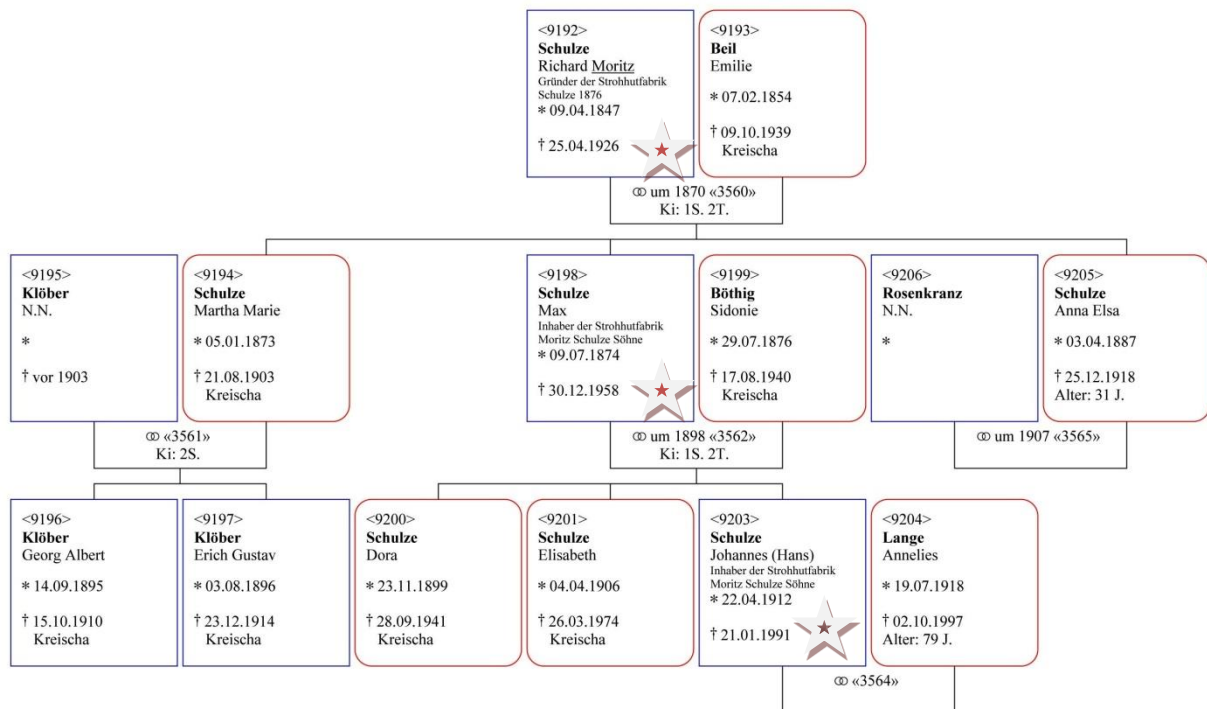 <9192>
Schulze
Richard Moritz
Gründer der Strohhutfabrik
Schulze 1876
* 09.04.1847
† 25.04.1926
<9193>
Beil
Emilie
* 07.02.1854
† 09.10.1939
Kreischa
⚭ um 1870 «3560»
Ki: 1S. 2T.
<9195>
Klöber
N.N.
*
† vor 1903
<9194>
Schulze
Martha Marie
* 05.01.1873
† 21.08.1903
Kreischa
<9198>
Schulze
Max
Inhaber der Strohhutfabrik
Moritz Schulze Söhne
* 09.07.1874
† 30.12.1958
<9199>
Böthig
Sidonie
* 29.07.1876
† 17.08.1940
Kreischa
<9206>
Rosenkranz
N.N.
*
<9205>
Schulze
Anna Elsa
* 03.04.1887
† 25.12.1918
Alter: 31 J.
⚭ «3561»
Ki: 2S.
⚭ um 1898 «3562»
Ki: 1S. 2T.
⚭ um 1907 «3565»
<9196>
Klöber
Georg Albert
* 14.09.1895
† 15.10.1910
Kreischa
<9197>
Klöber
Erich Gustav
* 03.08.1896
† 23.12.1914
Kreischa
<9200>
Schulze
Dora
* 23.11.1899
† 28.09.1941
Kreischa
<9201>
Schulze
Elisabeth
* 04.04.1906
† 26.03.1974
Kreischa
<9203>
Schulze
Johannes (Hans)
Inhaber der Strohhutfabrik
Moritz Schulze Söhne
* 22.04.1912
† 21.01.1991
<9204>
Lange
Annelies
* 19.07.1918
† 02.10.1997
Alter: 79 J.
⚭ «3564»